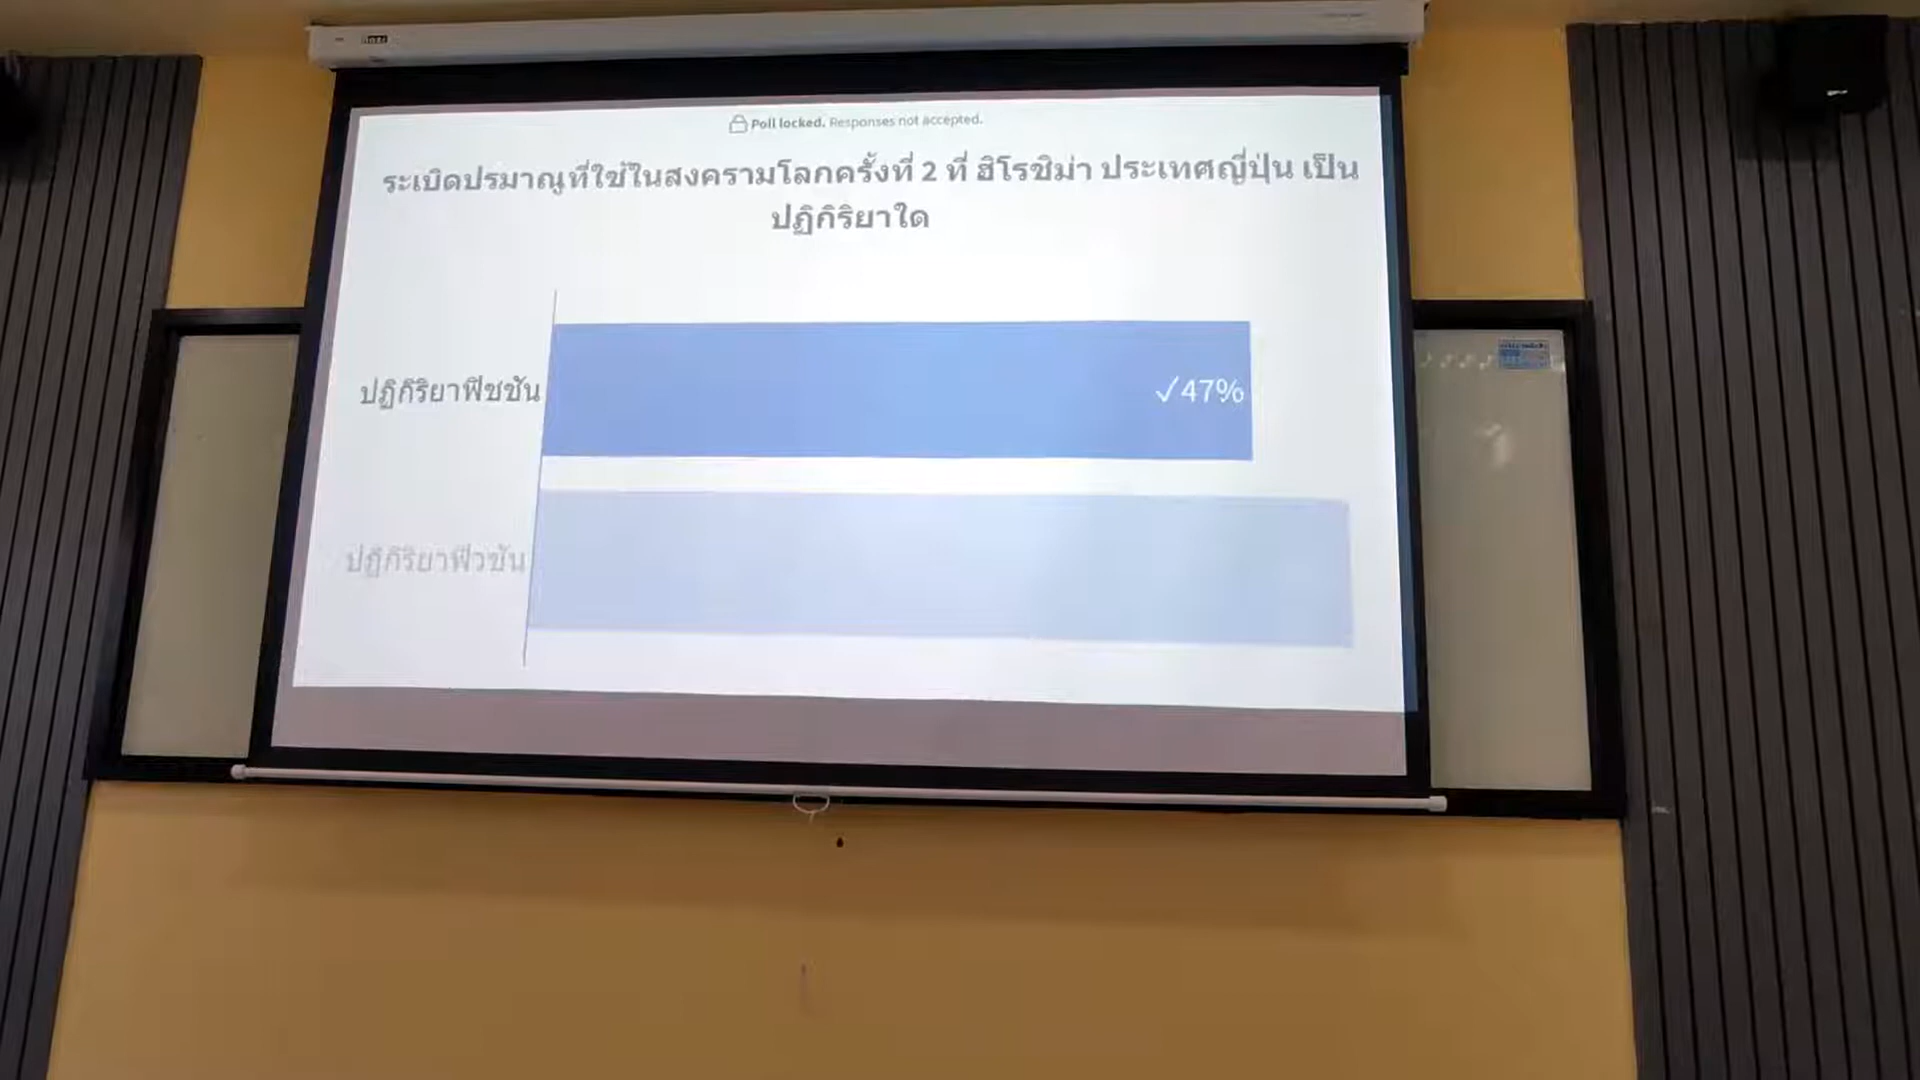 Poll locked. Responses not accepted.
ระเบิดปรมาณูที่ใช้ในสงครามโลกครั้งที่ 2 ที่ ฮิโรชิม่า ประเทศญี่ปุ่น เป็น
ปฏิกิริยาใด
ปฏิกิริยาฟิชชัน
✓47%
ปฏิกิริยาฟิวชัน